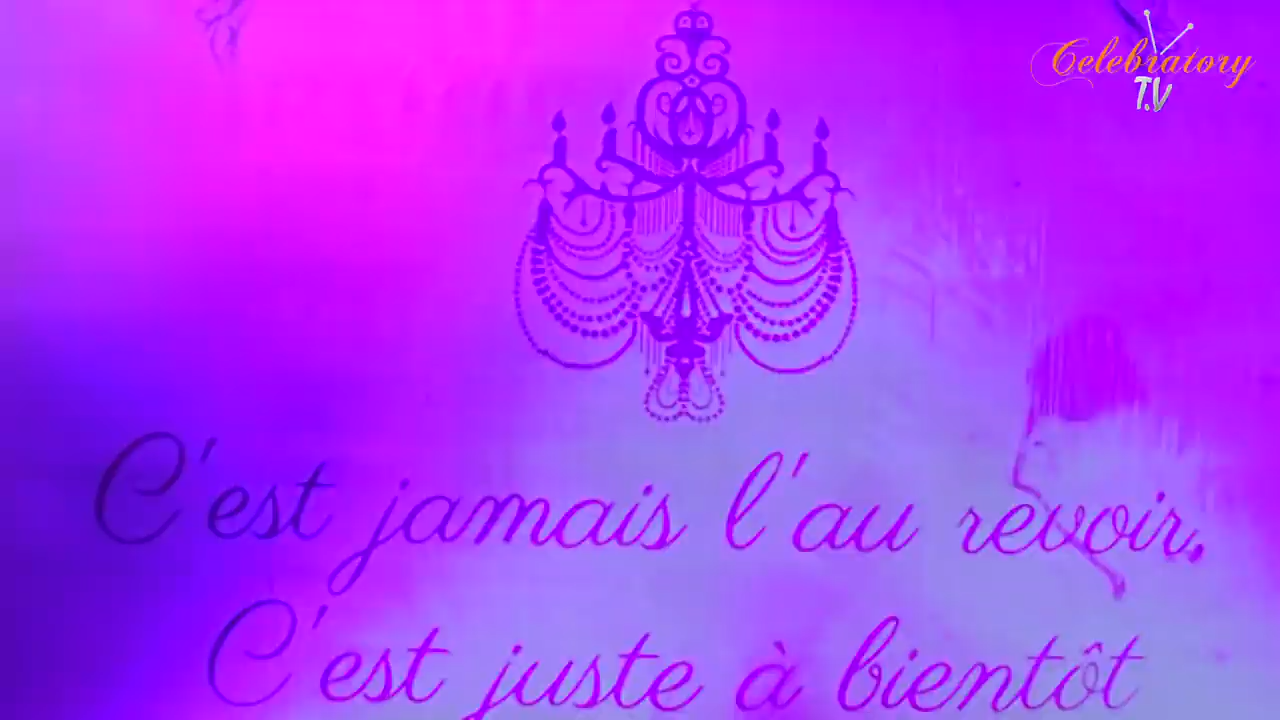 Celebratory
T.V
C'est jamais l'au revoir,
C'est juste à bientôt